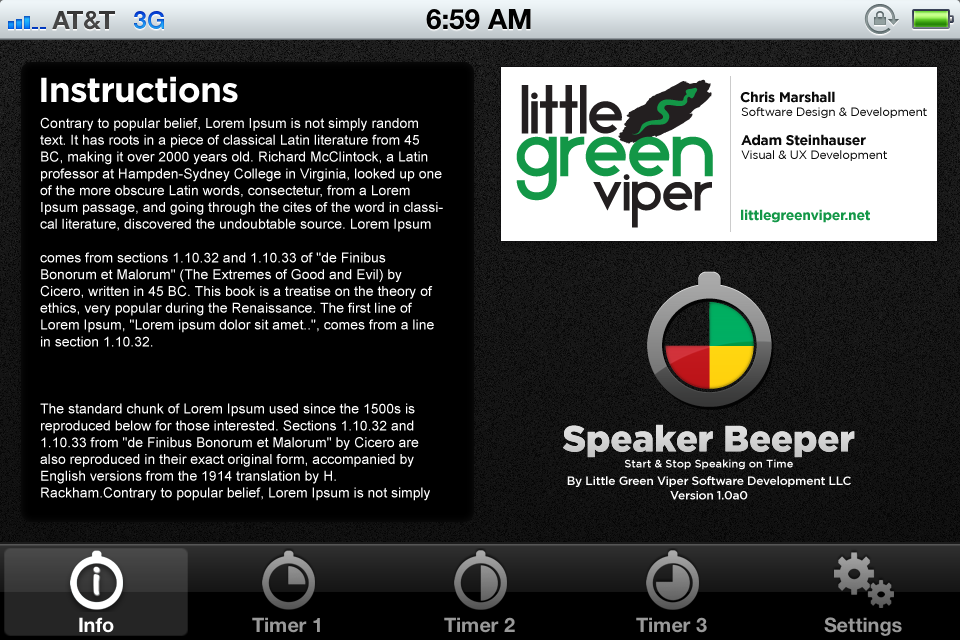 AT&T 3G 6:59 AM
Instructions
Contrary to popular belief, Lorem Ipsum is not simply random
text. It has roots in a piece of classical Latin literature from 45
BC, making it over 2000 years old. Richard McClintock, a Latin
professor at Hampden-Sydney College in Virginia, looked up one
of the more obscure Latin words, consectetur, from a Lorem
Ipsum passage, and going through the cites of the word in classi-
cal literature, discovered the undoubtable source. Lorem Ipsum
comes from sections 1.10.32 and 1.10.33 of "de Finibus
Bonorum et Malorum" (The Extremes of Good and Evil) by
Cicero, written in 45 BC. This book is a treatise on the theory of
ethics, very popular during the Renaissance. The first line of
Lorem Ipsum, "Lorem ipsum dolor sit amet..", comes from a line
in section 1.10.32.
The standard chunk of Lorem Ipsum used since the 1500s is
reproduced below for those interested. Sections 1.10.32 and
1.10.33 from "de Finibus Bonorum et Malorum" by Cicero are
also reproduced in their exact original form, accompanied by
English versions from the 1914 translation by H.
Rackham.Contrary to popular belief, Lorem Ipsum is not simply
little
green
viper
Chris Marshall
Software Design & Development
Adam Steinhauser
Visual & UX Development
littlegreenviper.net
Speaker Beeper
Start & Stop Speaking on Time
By Little Green Viper Software Development LLC
Version 1.0a0
Info
Timer 1
Timer 2
Timer 3
Settings